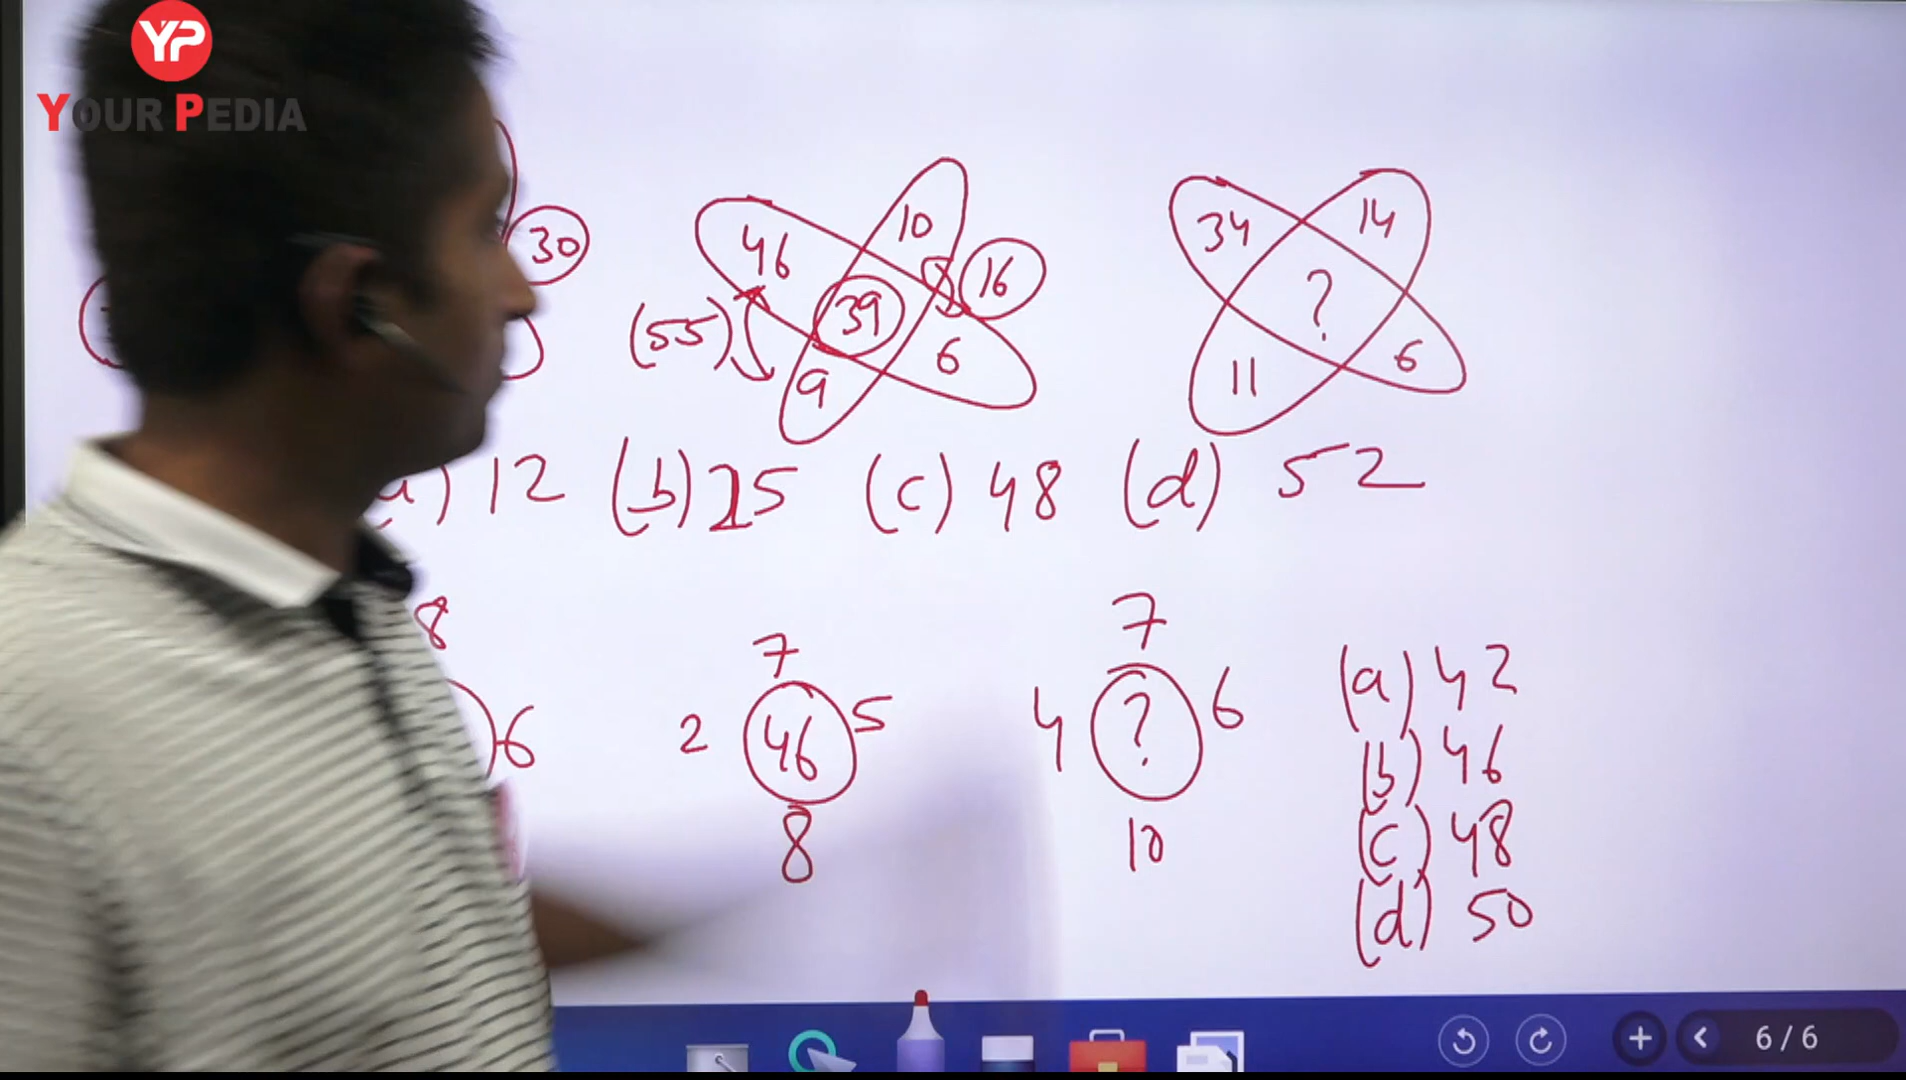 YP
YOUR PEDIA
30
46 10 16
39
(55) 9 6
34 14
?
11 6
12 (b) 25 (c) 48 (d) 52
8
6
7
2 46 5
8
7
4 ? 6
10
(a) 42
(b) 46
(c) 48
(d) 50
6 / 6